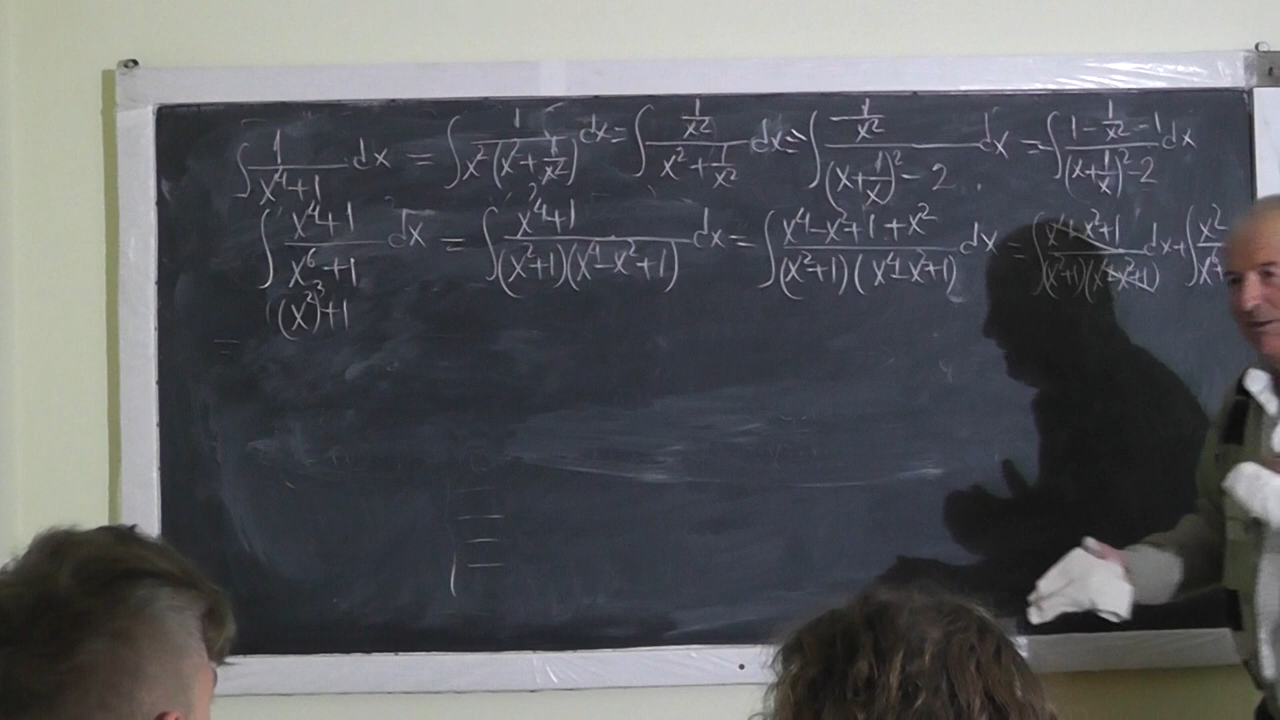 ∫ 1/(x⁴+1) dx = ∫ 1/(x²(x²+1/x²)) dx = ∫ (1/x²)/(x²+1/x²) dx = ∫ (1/x²)/((x+1/x)²-2) dx = ∫ (1-1/x²-1)/((x+1/x)²-2) dx
∫ (x⁴+1)/(x⁶+1) dx = ∫ (x⁴+1)/((x²+1)(x⁴-x²+1)) dx = ∫ (x⁴-x²+1+x²)/((x²+1)(x⁴-x²+1)) dx = ∫ (x⁴-x²+1)/((x²+1)(x⁴-x²+1)) dx + ∫ x²/x⁶
(x²)³+1
=